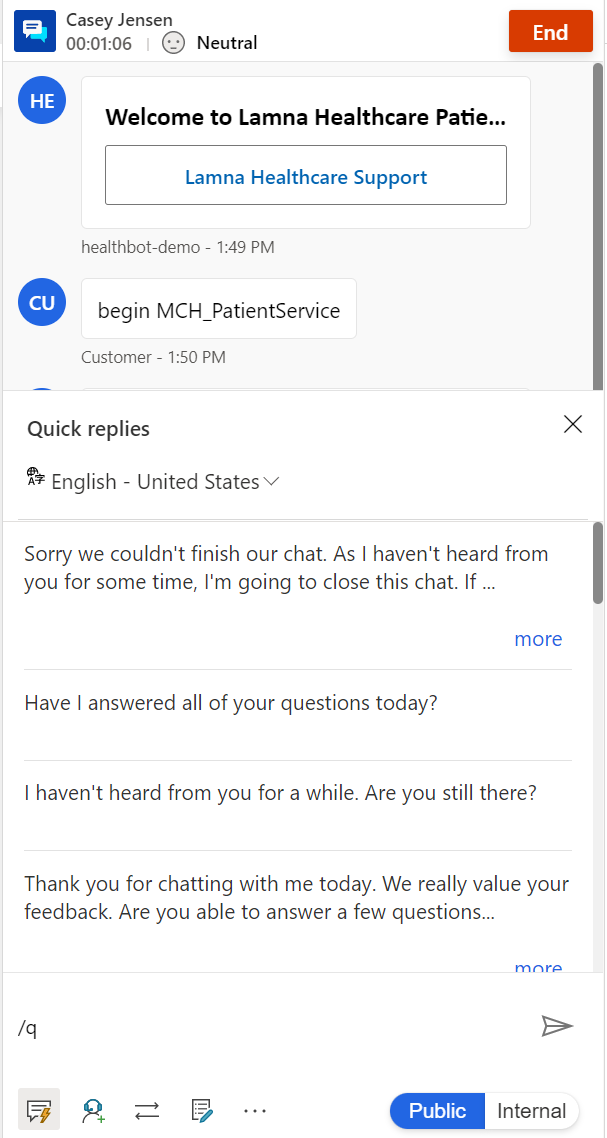 Casey Jensen
00:01:06 | Neutral
End
HE
Welcome to Lamna Healthcare Patie...
Lamna Healthcare Support
healthbot-demo - 1:49 PM
CU
begin MCH_PatientService
Customer - 1:50 PM
Quick replies
English - United States
Sorry we couldn't finish our chat. As I haven't heard from
you for some time, I'm going to close this chat. If ...
more
Have I answered all of your questions today?
I haven't heard from you for a while. Are you still there?
Thank you for chatting with me today. We really value your
feedback. Are you able to answer a few questions...
more
/q
Public
Internal